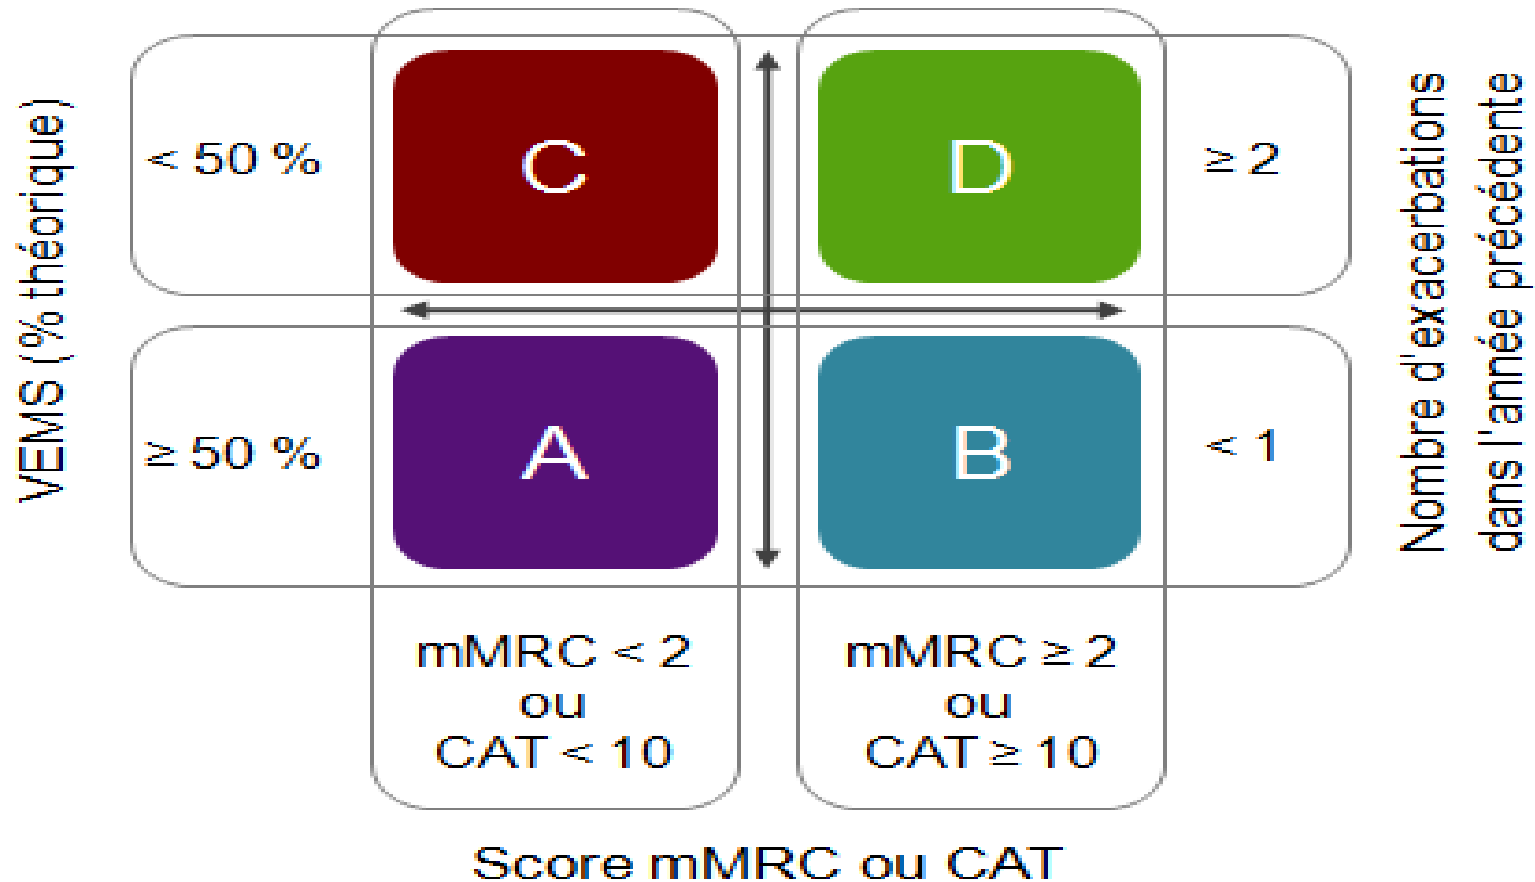 VEMS (% théorique)
< 50 %
C
D
≥ 2
≥ 50 %
A
B
< 1
Nombre d'exacerbations
dans l'année précédente
mMRC < 2
ou
CAT < 10
mMRC ≥ 2
ou
CAT ≥ 10
Score mMRC ou CAT